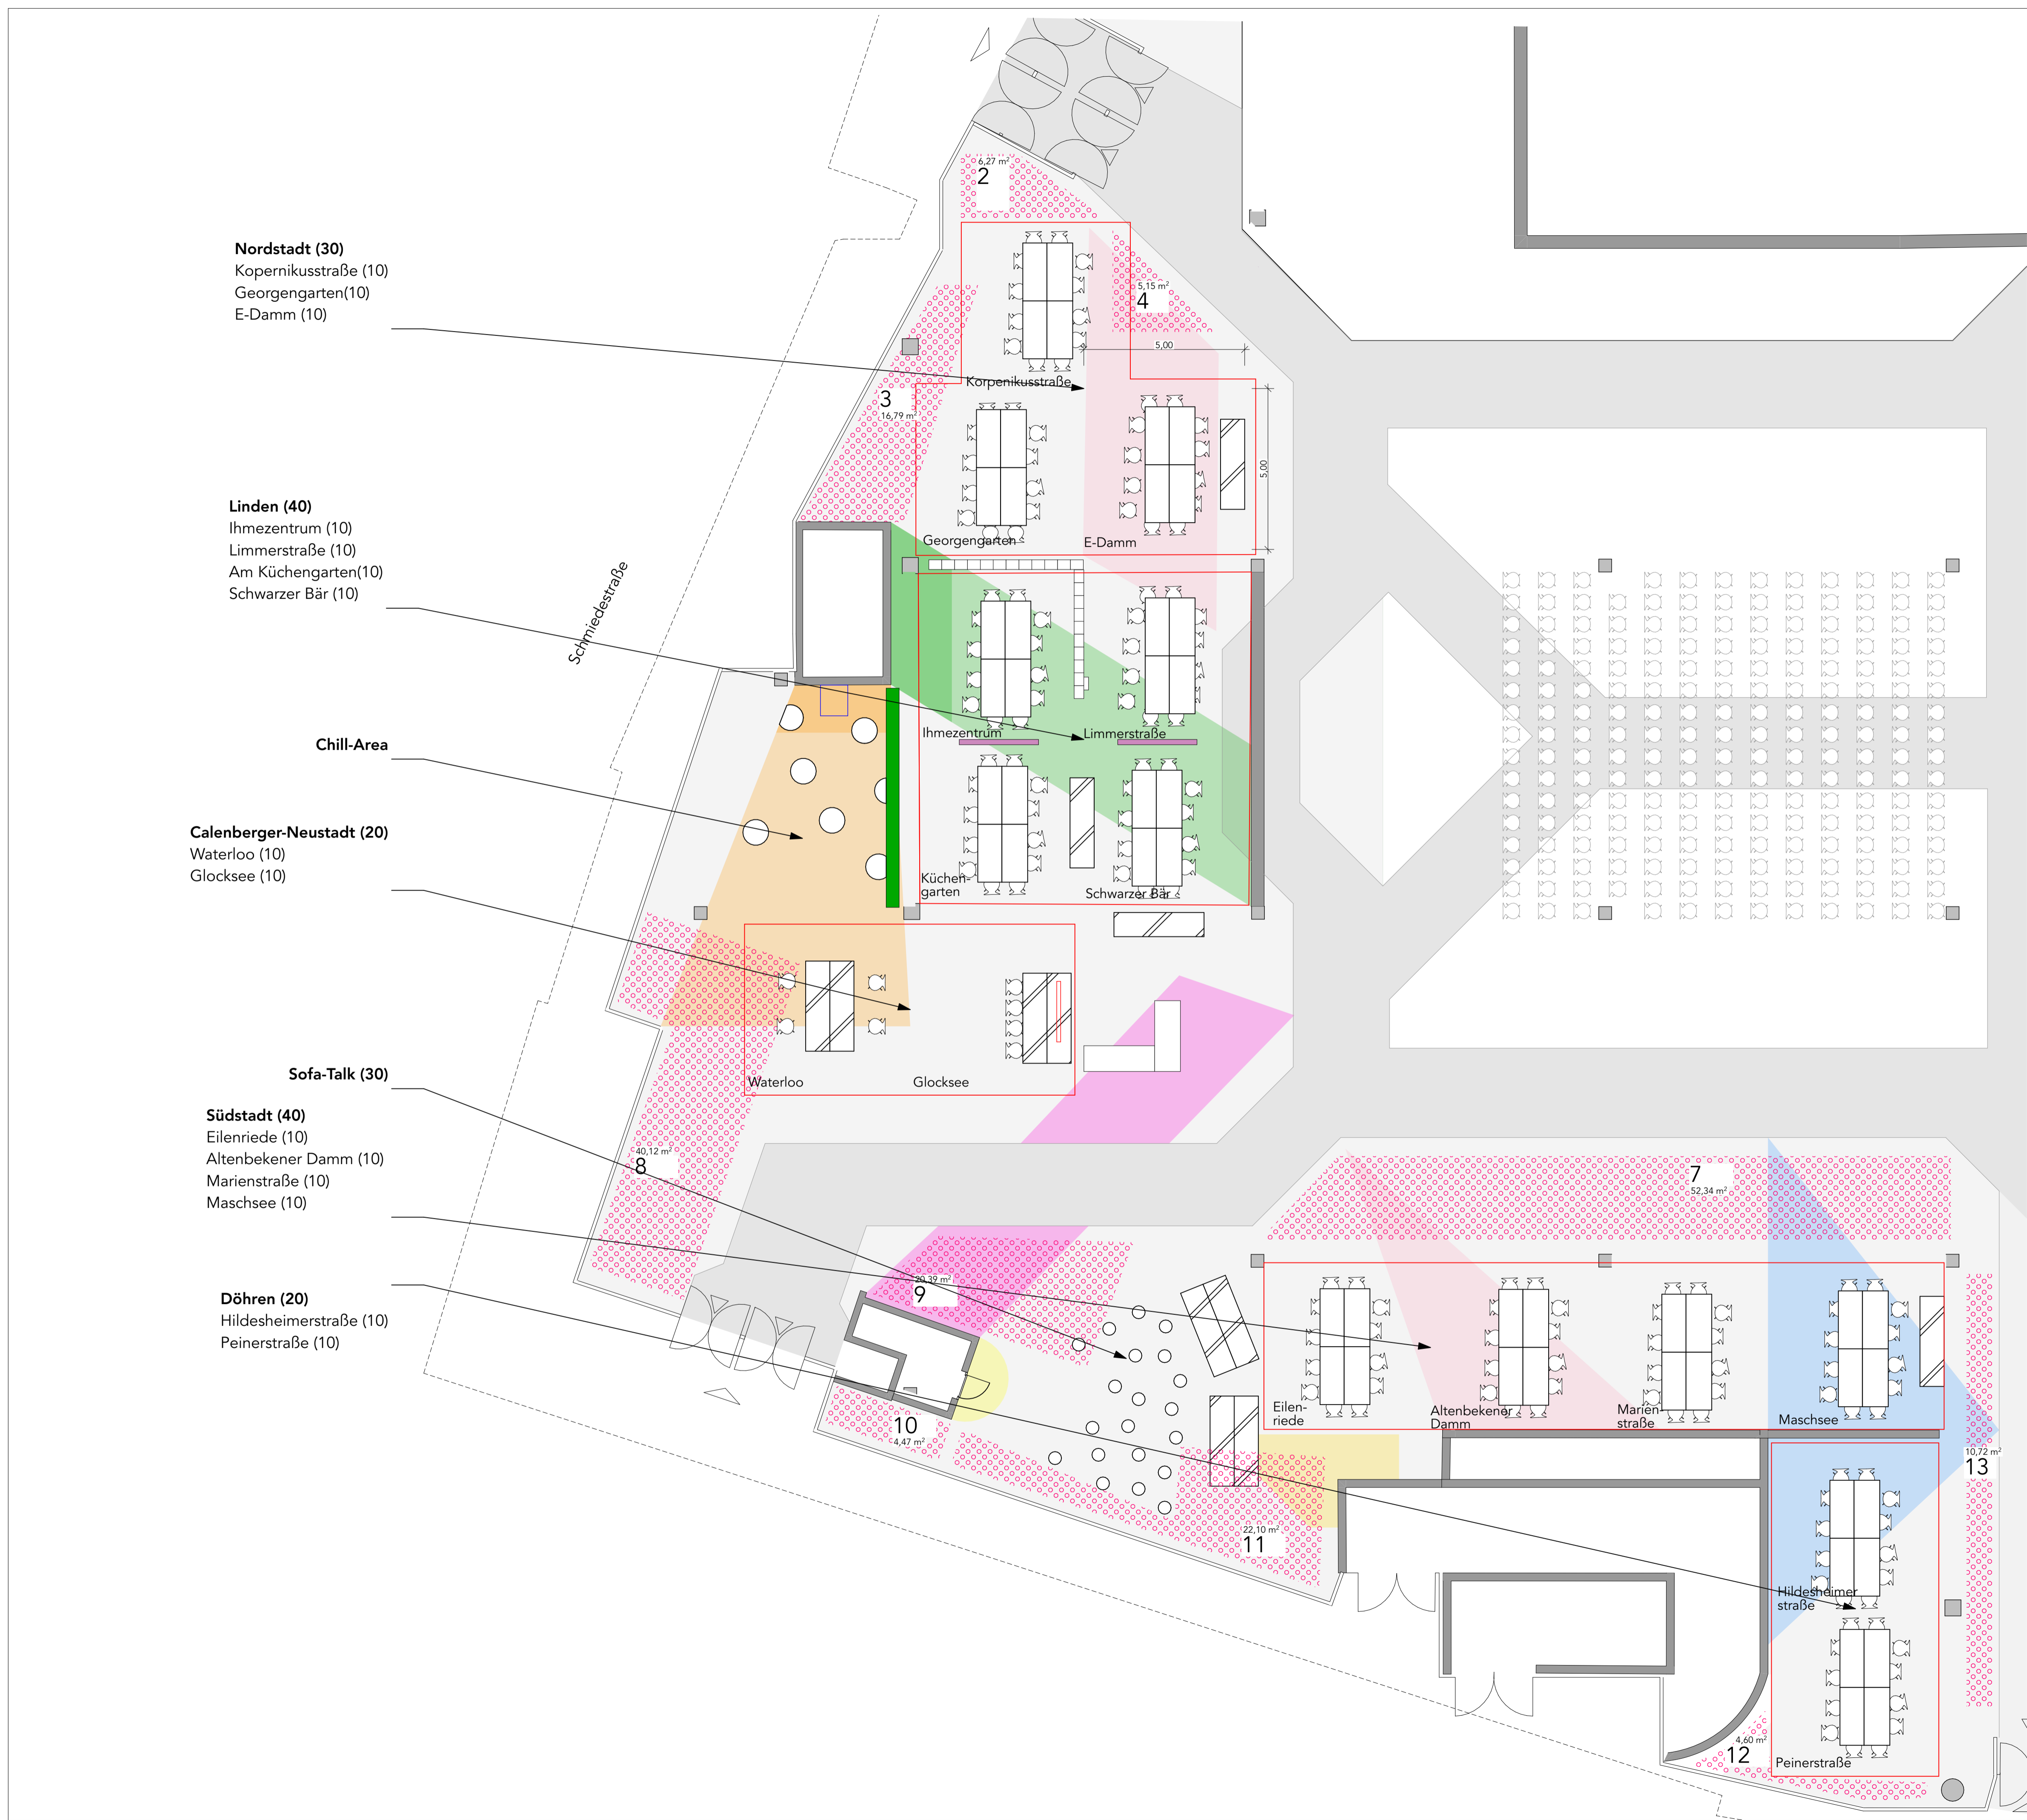 Nordstadt (30)
Kopernikusstraße (10)
Georgengarten(10)
E-Damm (10)
Linden (40)
Ihmezentrum (10)
Limmerstraße (10)
Am Küchengarten(10)
Schwarzer Bär (10)
Chill-Area
Calenberger-Neustadt (20)
Waterloo (10)
Glocksee (10)
Sofa-Talk (30)
Südstadt (40)
Eilenriede (10)
Altenbekener Damm (10)
Marienstraße (10)
Maschsee (10)
Döhren (20)
Hildesheimerstraße (10)
Peinerstraße (10)
Schmiedestraße
6,27 m²
2
5,15 m²
4
5,00
Korpenikusstraße
3
16,79 m²
5,00
Georgengarten
E-Damm
Ihmezentrum
Limmerstraße
Küchen-
garten
Schwarzer Bär
Waterloo
Glocksee
40,12 m²
8
7
52,34 m²
20,39 m²
9
Eilen-
riede
Altenbekener
Damm
Marien-
straße
Maschsee
10
4,47 m²
10,72 m²
13
22,10 m²
11
Hildesheimer
straße
4,60 m²
12
Peinerstraße